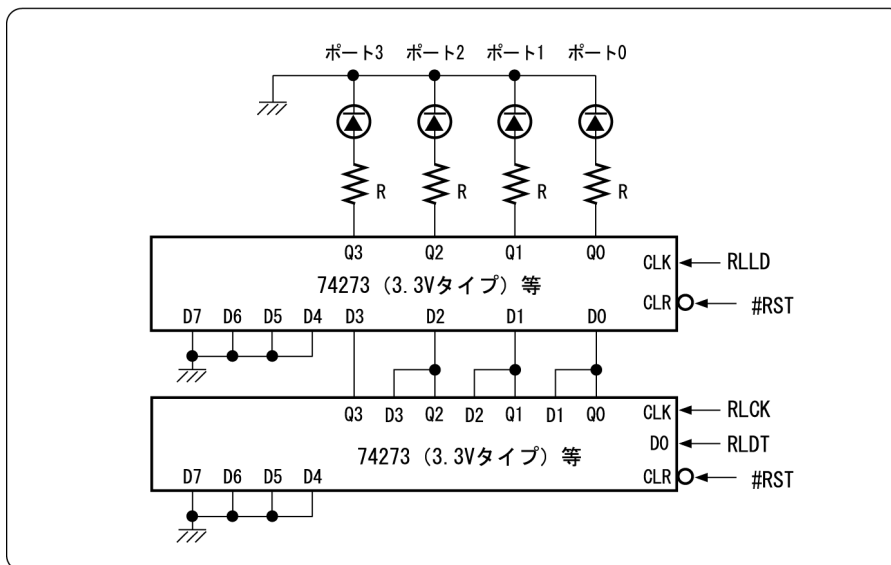 ポート3 ポート2 ポート1 ポート0
R R R R
Q3 Q2 Q1 Q0
CLK RLLD
74273 (3.3Vタイプ) 等
CLR #RST
D7 D6 D5 D4 D3 D2 D1 D0
Q3 D3 Q2 D2 Q1 D1 Q0
CLK RLCK
D0 RLDT
74273 (3.3Vタイプ) 等
CLR #RST
D7 D6 D5 D4